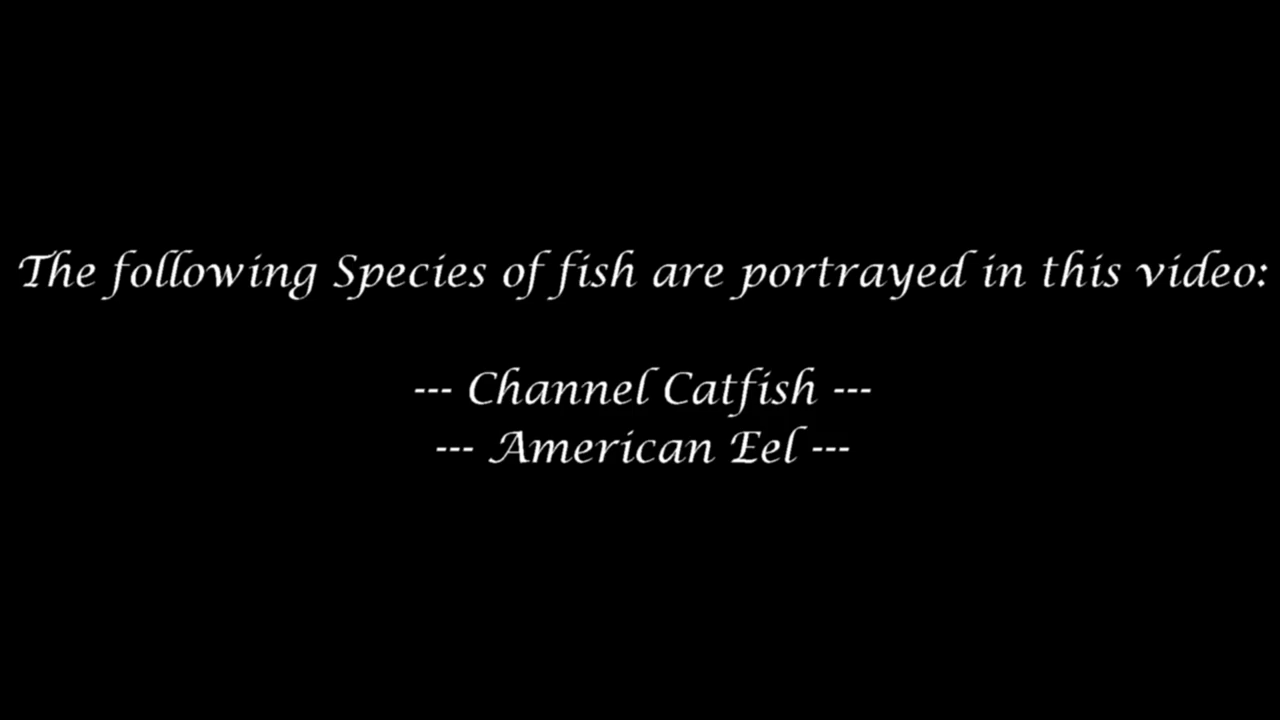 The following Species of fish are portrayed in this video:
--- Channel Catfish ---
--- American Eel ---